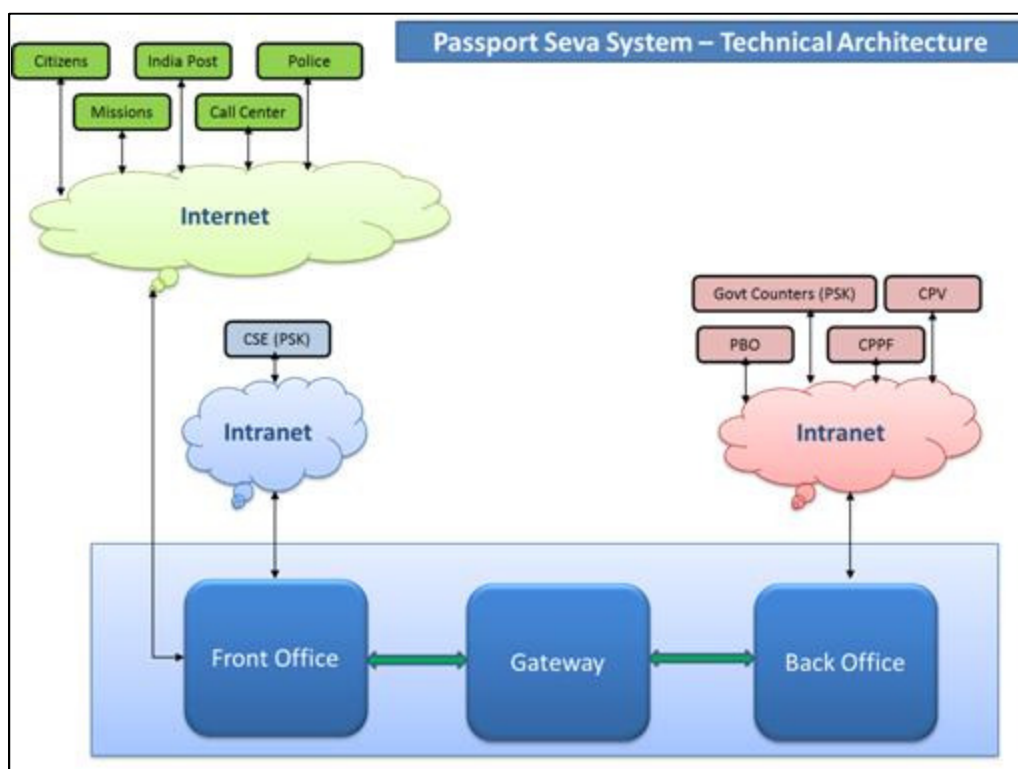 Passport Seva System – Technical Architecture
Citizens
India Post
Police
Missions
Call Center
Internet
Govt Counters (PSK)
CPV
CSE (PSK)
PBO
CPPF
Intranet
Intranet
Front Office
Gateway
Back Office